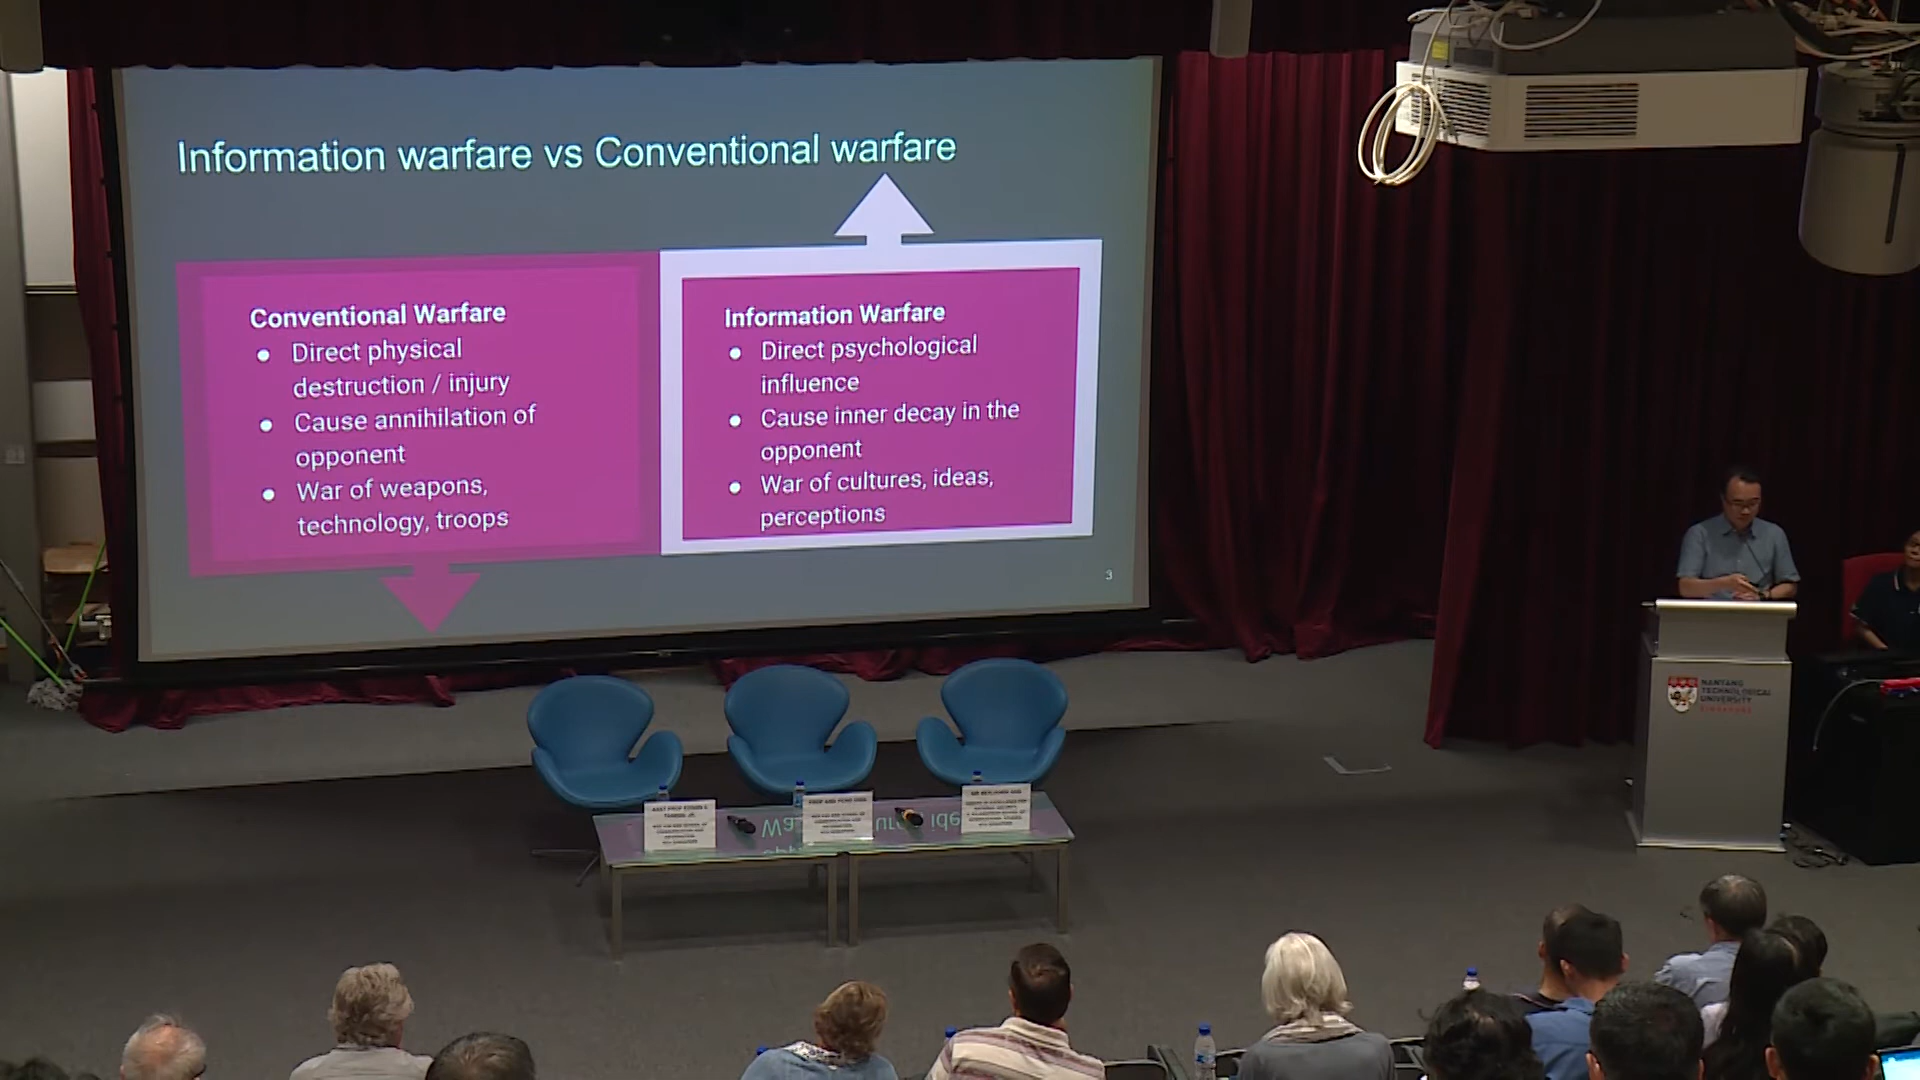 Information warfare vs Conventional warfare
Conventional Warfare
● Direct physical
destruction / injury
● Cause annihilation of
opponent
● War of weapons,
technology, troops
Information Warfare
● Direct psychological
influence
● Cause inner decay in the
opponent
● War of cultures, ideas,
perceptions
3
NANYANG
TECHNOLOGICAL
UNIVERSITY
SINGAPORE